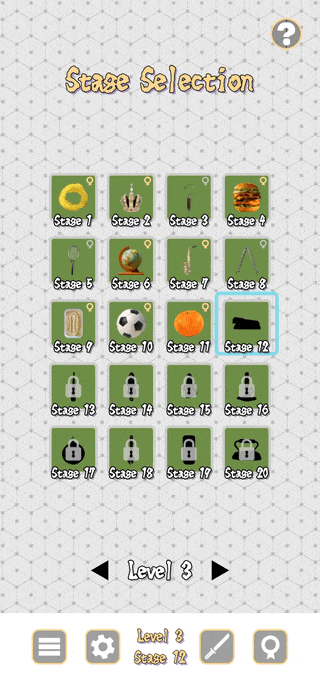 ?
Stage Selection
Stage 1 Stage 2 Stage 3 Stage 4
Stage 5 Stage 6 Stage 7 Stage 8
Stage 9 Stage 10 Stage 11 Stage 12
Stage 13 Stage 14 Stage 15 Stage 16
Stage 17 Stage 18 Stage 19 Stage 20
Level 3
Level 3
Stage 12